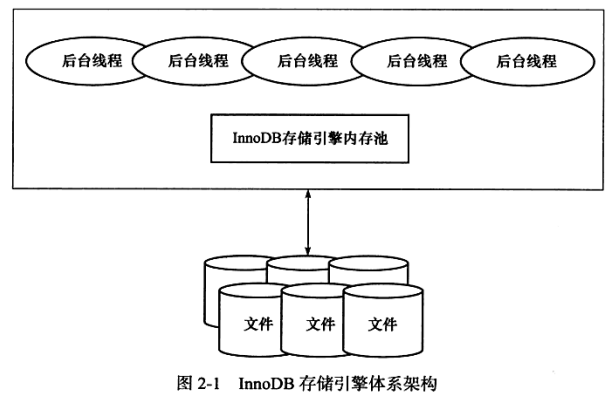 后台线程 后台线程 后台线程 后台线程 后台线程
InnoDB存储引擎内存池
文件 文件 文件
图 2-1 InnoDB 存储引擎体系架构